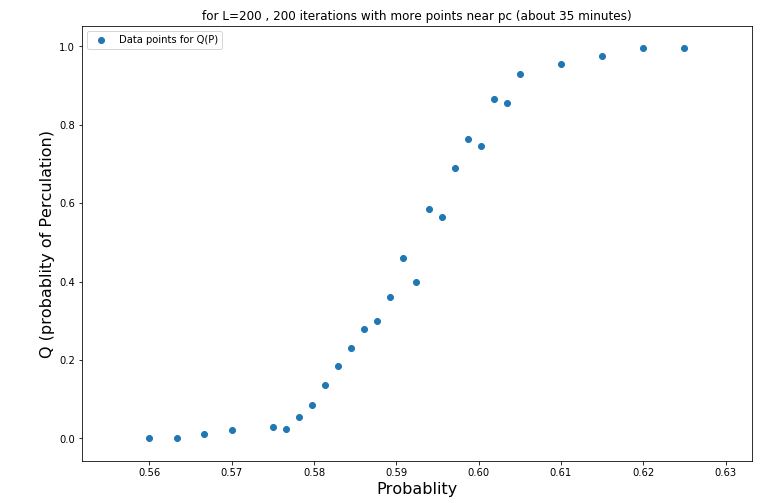 for L=200 , 200 iterations with more points near pc (about 35 minutes)
Data points for Q(P)
1.0
0.8
0.6
0.4
0.2
0.0
Q (probablity of Perculation)
0.56 0.57 0.58 0.59 0.60 0.61 0.62 0.63
Probablity